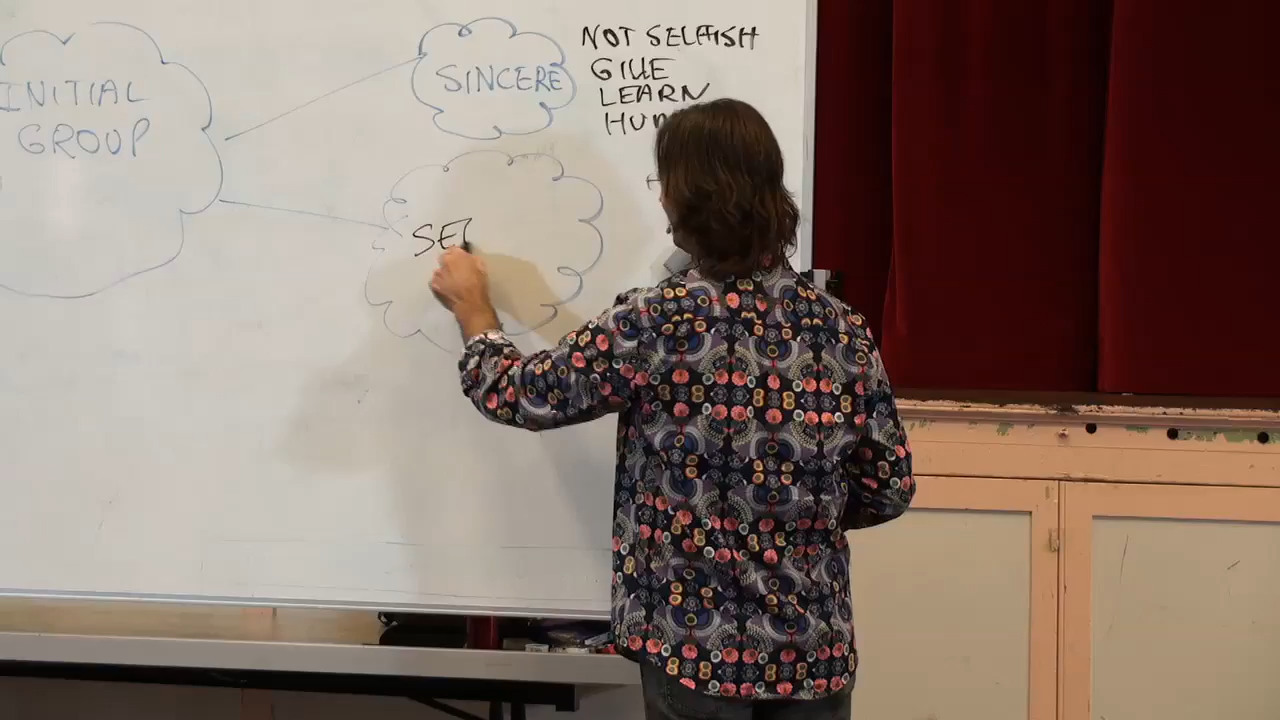 INITIAL
GROUP
SINCERE
NOT SELFISH
GIVE
LEARN